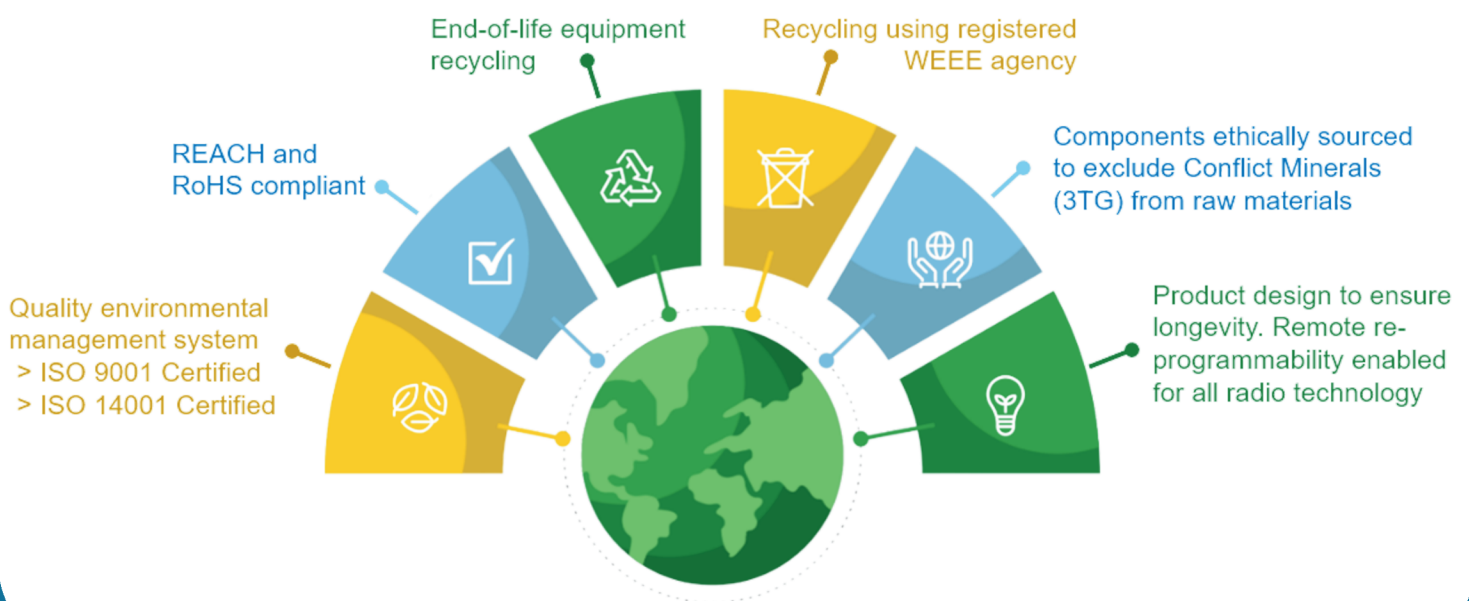 End-of-life equipment
recycling
Recycling using registered
WEEE agency
REACH and
RoHS compliant
Components ethically sourced
to exclude Conflict Minerals
(3TG) from raw materials
Quality environmental
management system
> ISO 9001 Certified
> ISO 14001 Certified
Product design to ensure
longevity. Remote re-
programmability enabled
for all radio technology